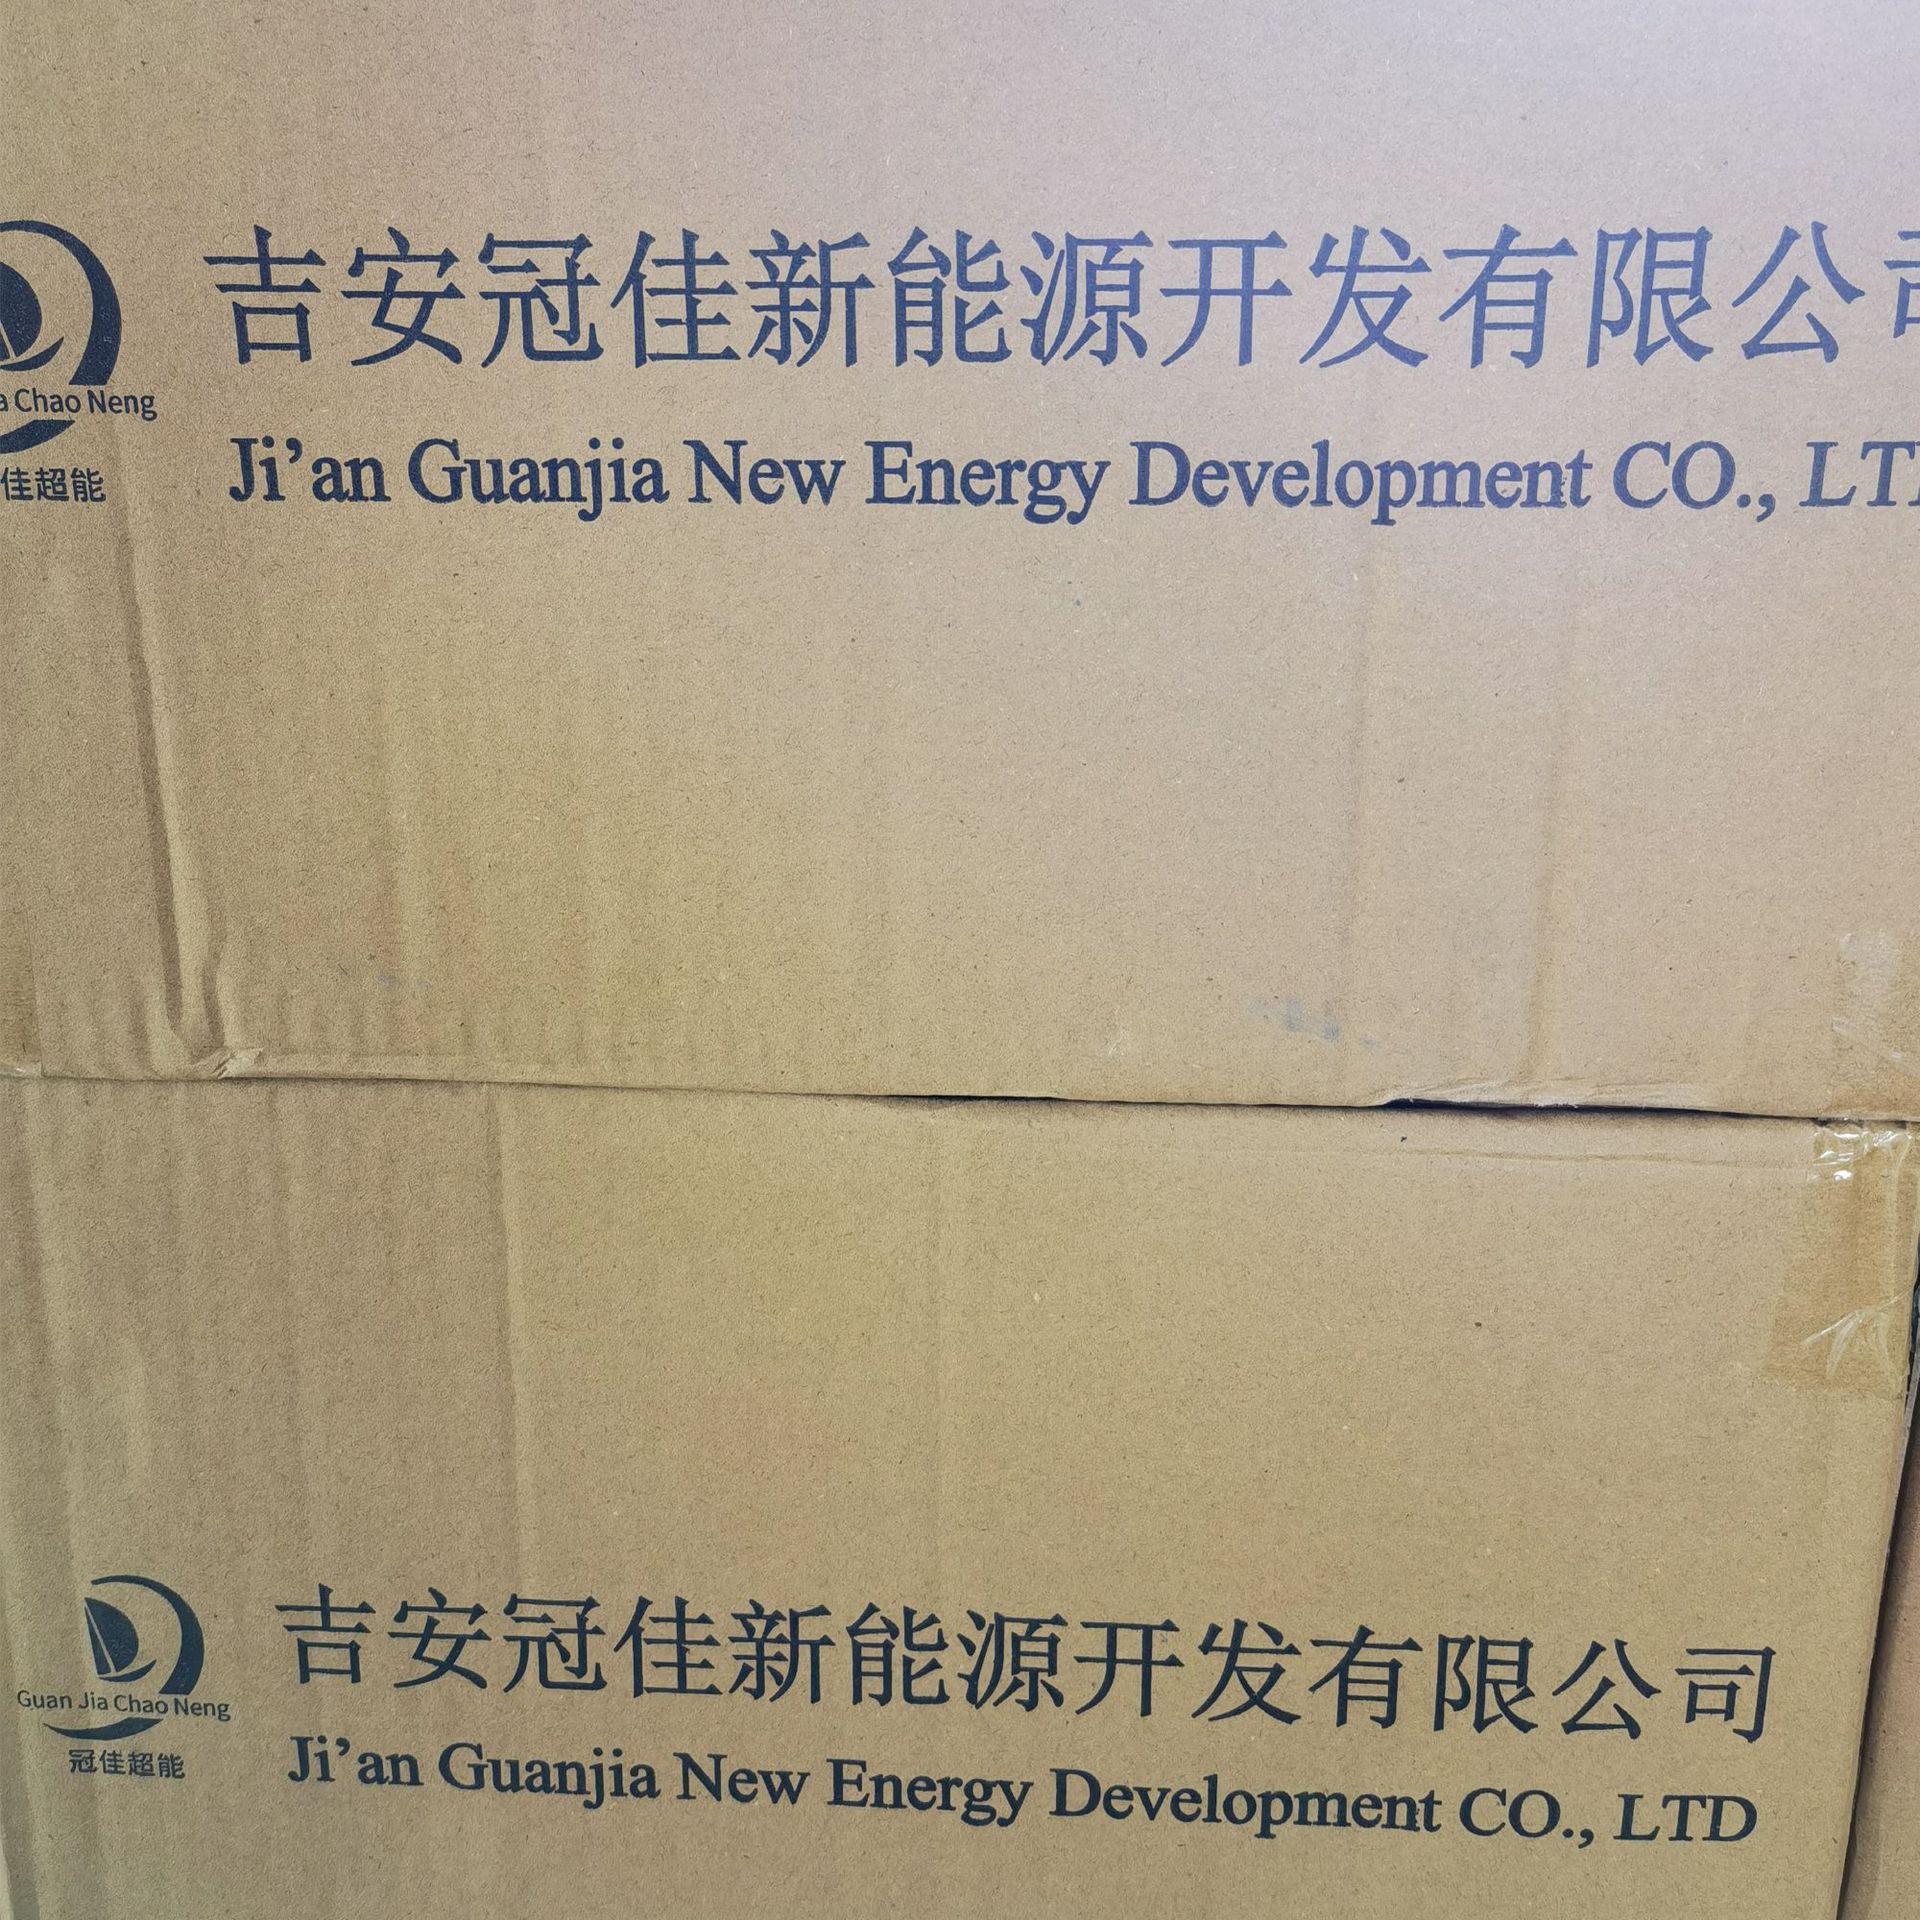 吉安冠佳新能源开发有限公司
Ji’an Guanjia New Energy Development CO., LT
Chao Neng
佳超能
吉安冠佳新能源开发有限公司
Ji’an Guanjia New Energy Development CO., LTD
Guan Jia Chao Neng
冠佳超能